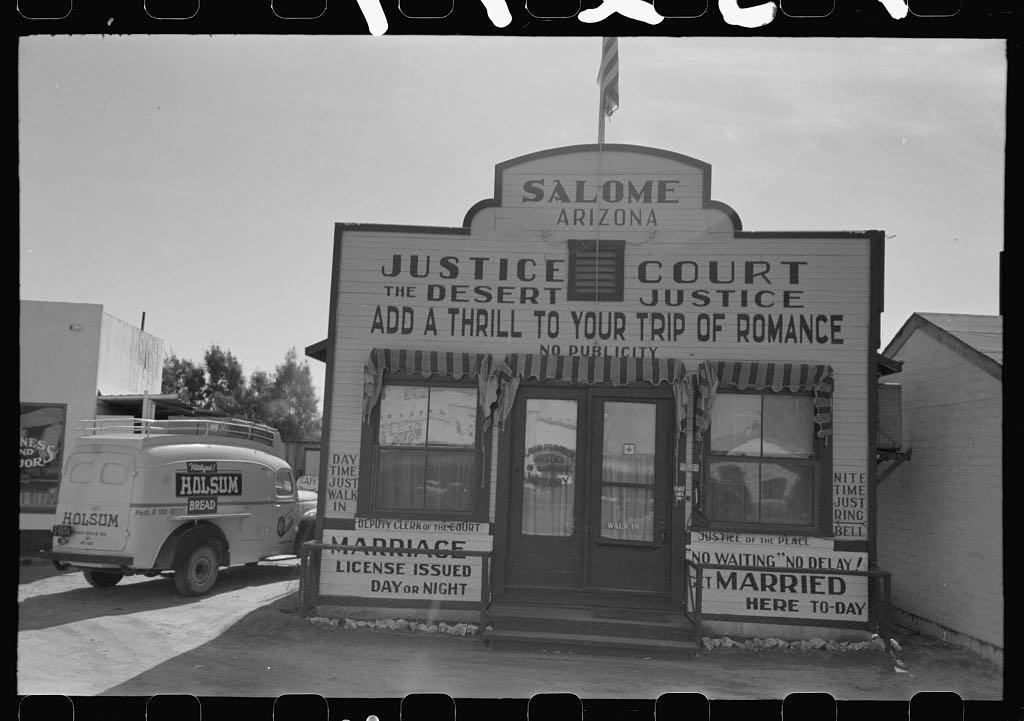 SALOME
ARIZONA
JUSTICE COURT
THE DESERT JUSTICE
ADD A THRILL TO YOUR TRIP OF ROMANCE
NO PUBLICITY
DAY
TIME
JUST
WALK
IN
NITE
TIME
JUST
RING
BELL
WALK IN
DEPUTY CLERK OF THE COURT
MARRIAGE
LICENSE ISSUED
DAY OR NIGHT
JUSTICE OF THE PEACE
"NO WAITING" NO DELAY!
GET MARRIED
HERE TO-DAY
HOLSUM
BREAD
HOLSUM
CAFE